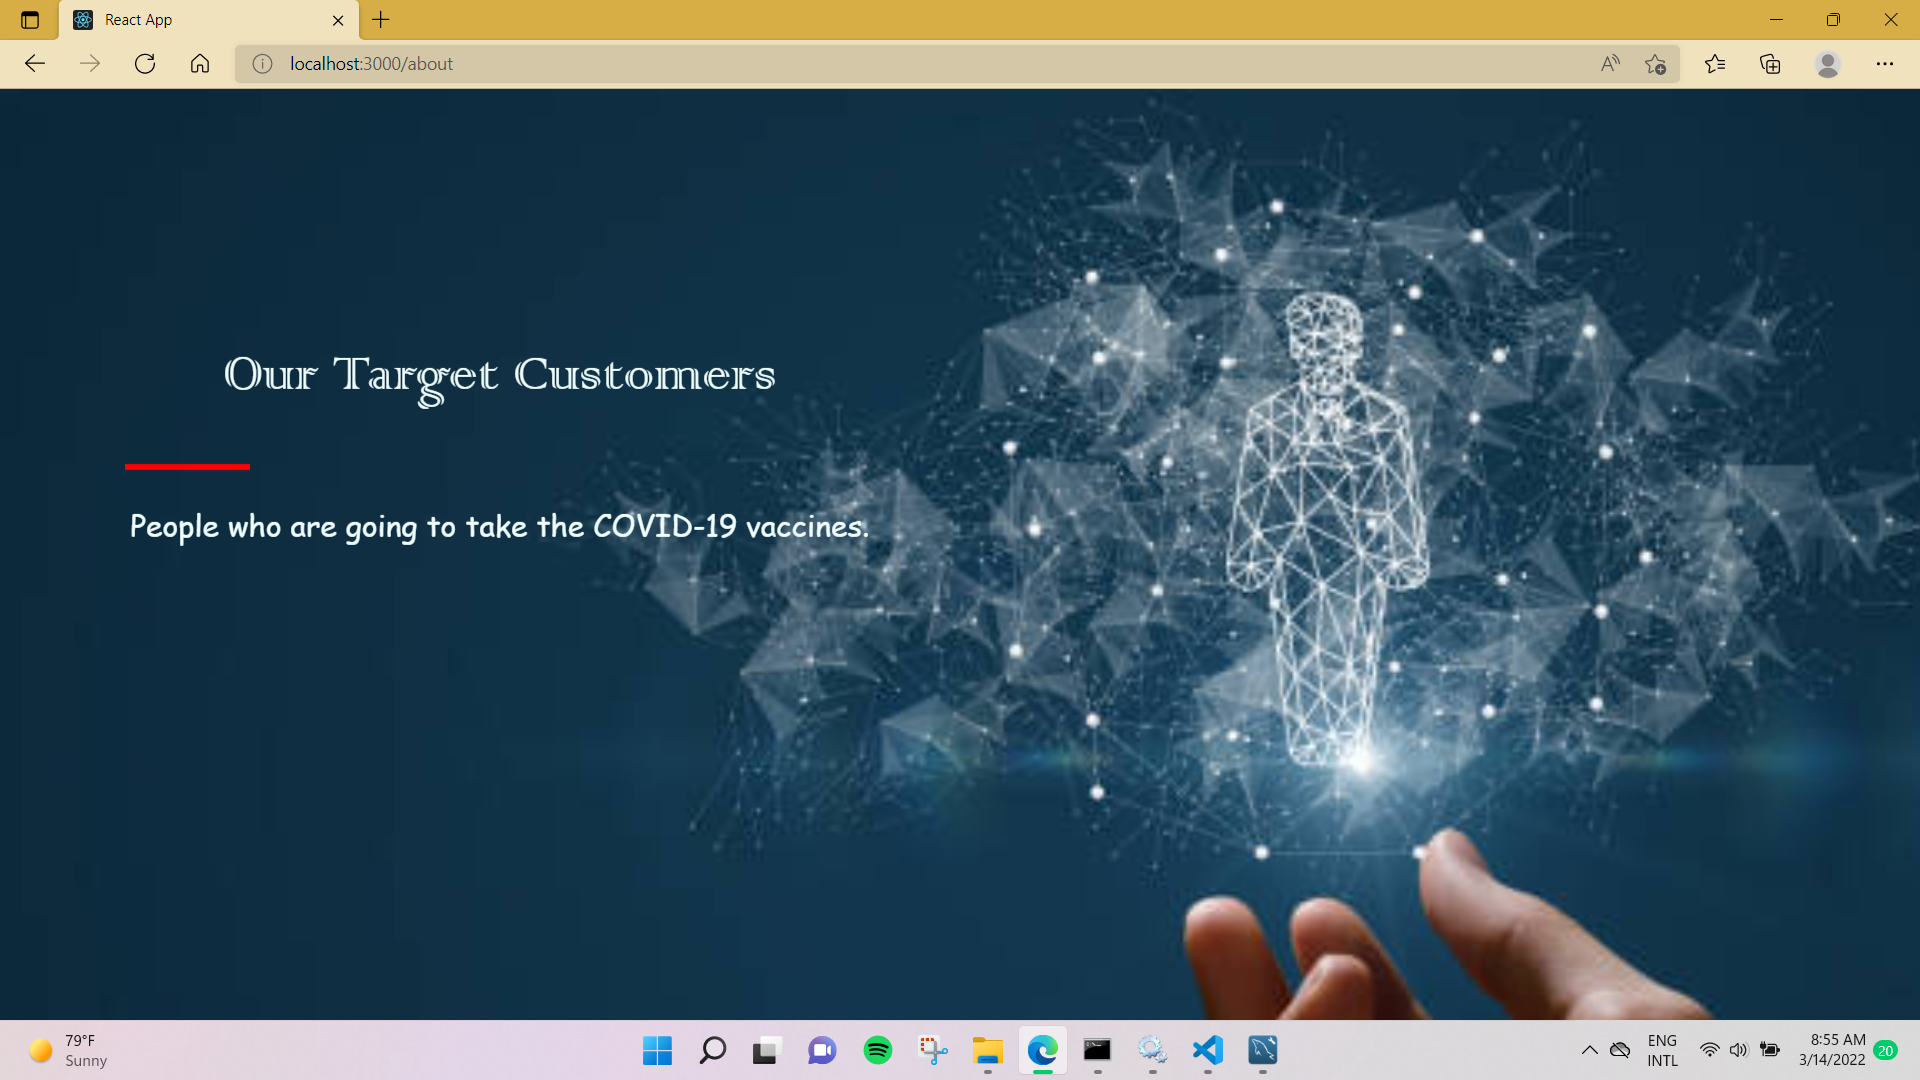 React App
localhost:3000/about
Our Target Customers
People who are going to take the COVID-19 vaccines.
79°F
Sunny
ENG
INTL
8:55 AM
3/14/2022
20